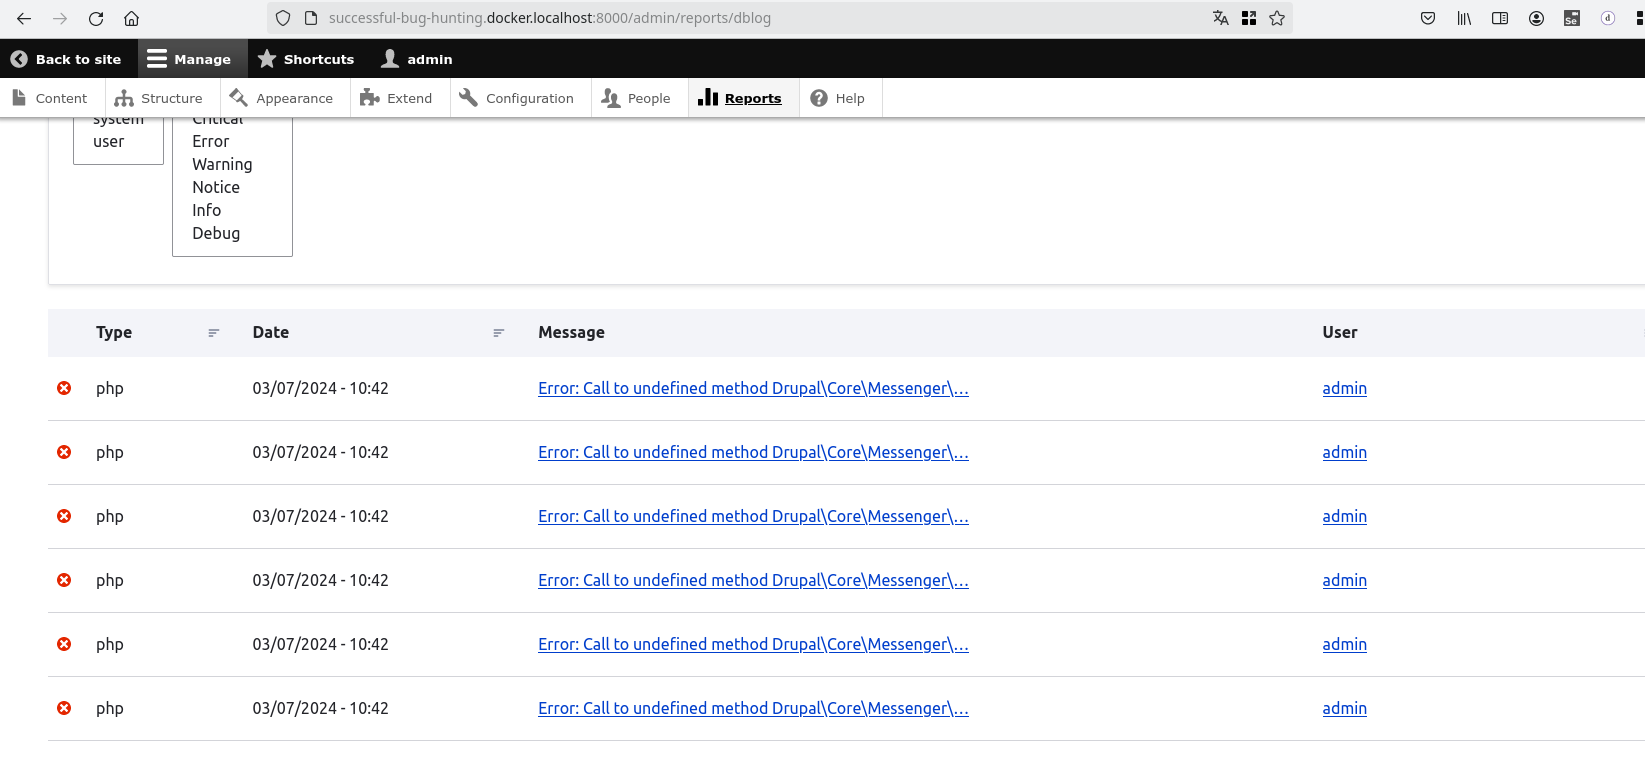 successful-bug-hunting.docker.localhost:8000/admin/reports/dblog
Back to site Manage Shortcuts admin
Content Structure Appearance Extend Configuration People Reports Help
system
user
Critical
Error
Warning
Notice
Info
Debug
Type Date Message User
php 03/07/2024 - 10:42 Error: Call to undefined method Drupal\Core\Messenger\… admin
php 03/07/2024 - 10:42 Error: Call to undefined method Drupal\Core\Messenger\… admin
php 03/07/2024 - 10:42 Error: Call to undefined method Drupal\Core\Messenger\… admin
php 03/07/2024 - 10:42 Error: Call to undefined method Drupal\Core\Messenger\… admin
php 03/07/2024 - 10:42 Error: Call to undefined method Drupal\Core\Messenger\… admin
php 03/07/2024 - 10:42 Error: Call to undefined method Drupal\Core\Messenger\… admin